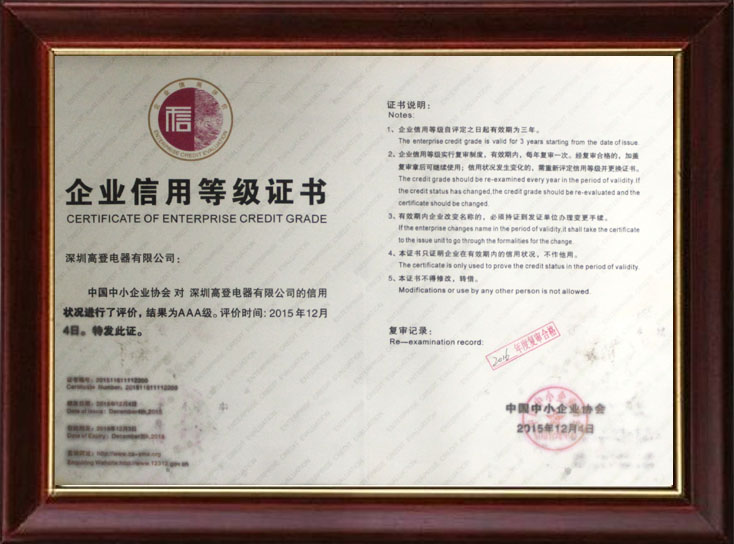 企业信用评价
信
ENTERPRISE CREDIT EVALUATION
企业信用等级证书
CERTIFICATE OF ENTERPRISE CREDIT GRADE
深圳高登电器有限公司：
中国中小企业协会 对 深圳高登电器有限公司的信用
状况进行了评价，结果为AAA级。评价时间：2015年12月
4日。特发此证。
证书说明：
Notes:
1、企业信用等级自评定之日起有效期为三年。
The enterprise credit grade is valid for 3 years starting from the date of issue.
2、企业信用等级实行复审制度，有效期内，每年复审一次。经复审合格的，加盖
复审章后可继续使用；信用状况发生变化的，需重新评定信用等级并更换证书。
The credit grade should be re-examined every year in the period of validity. If
the credit status has changed,the credit grade should be re-evaluated and the
certificate should be changed.
3、有效期内企业改变名称的，必须持证到发证单位办理变更手续。
If the enterprise changes name in the period of validity,it shall take the certificate
to the issue unit to go through the formalities for the change.
4、本证书只证明企业在有效期内的信用状况，不作他用。
The certificate is only used to prove the credit status in the period of validity.
5、本证书不得修改，转借。
Modifications or use by any other person is not allowed.
复审记录：
Re—examination record:
2016 年度复审合格
中国中小企业协会
2015年12月4日